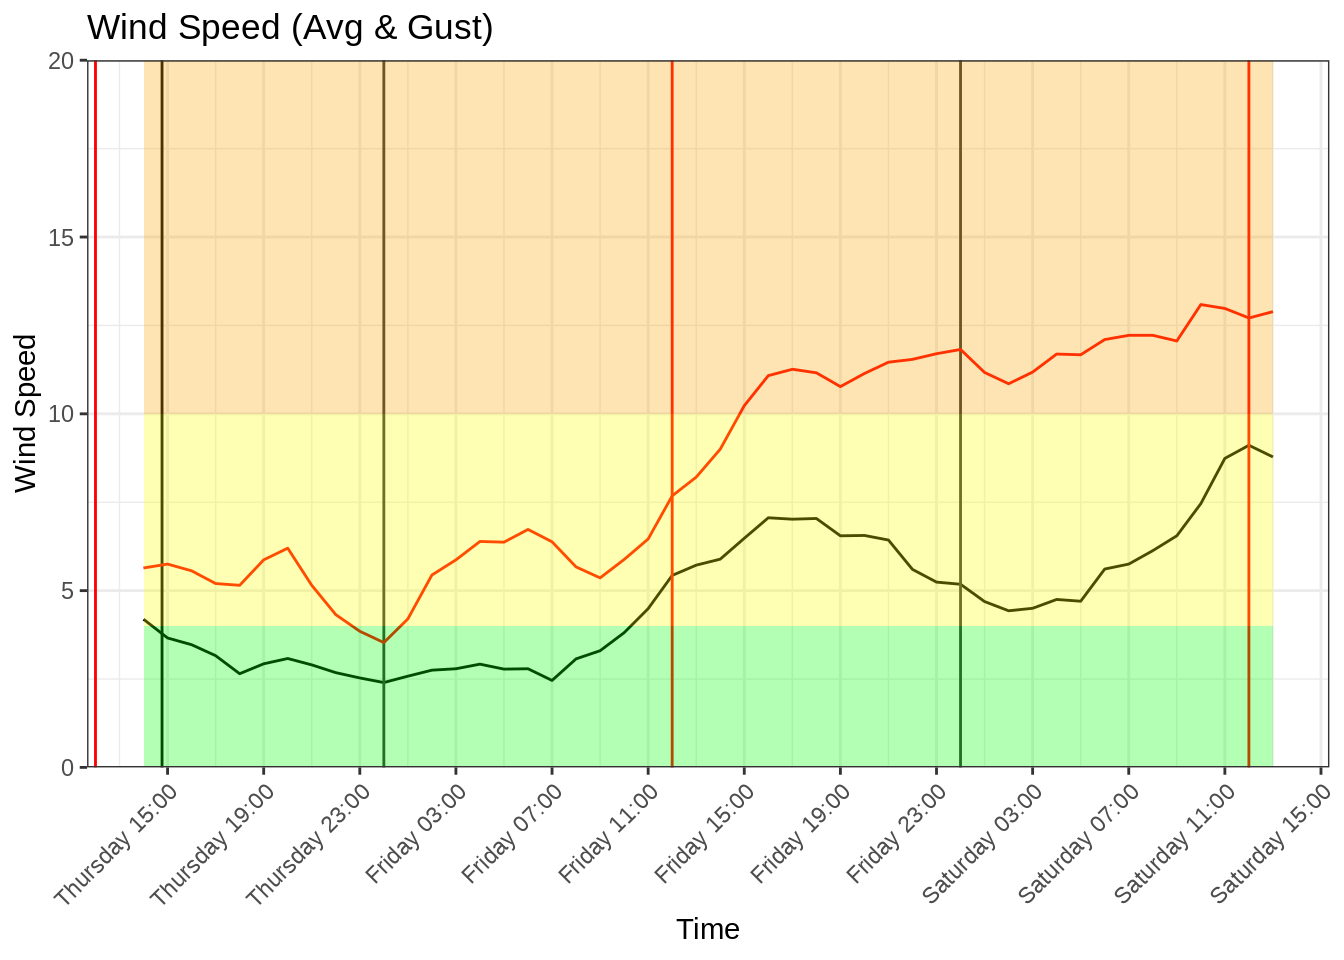 Wind Speed (Avg & Gust)
20
15
10
5
0
Wind Speed
Thursday 15:00
Thursday 19:00
Thursday 23:00
Friday 03:00
Friday 07:00
Friday 11:00
Friday 15:00
Friday 19:00
Friday 23:00
Saturday 03:00
Saturday 07:00
Saturday 11:00
Saturday 15:00
Time